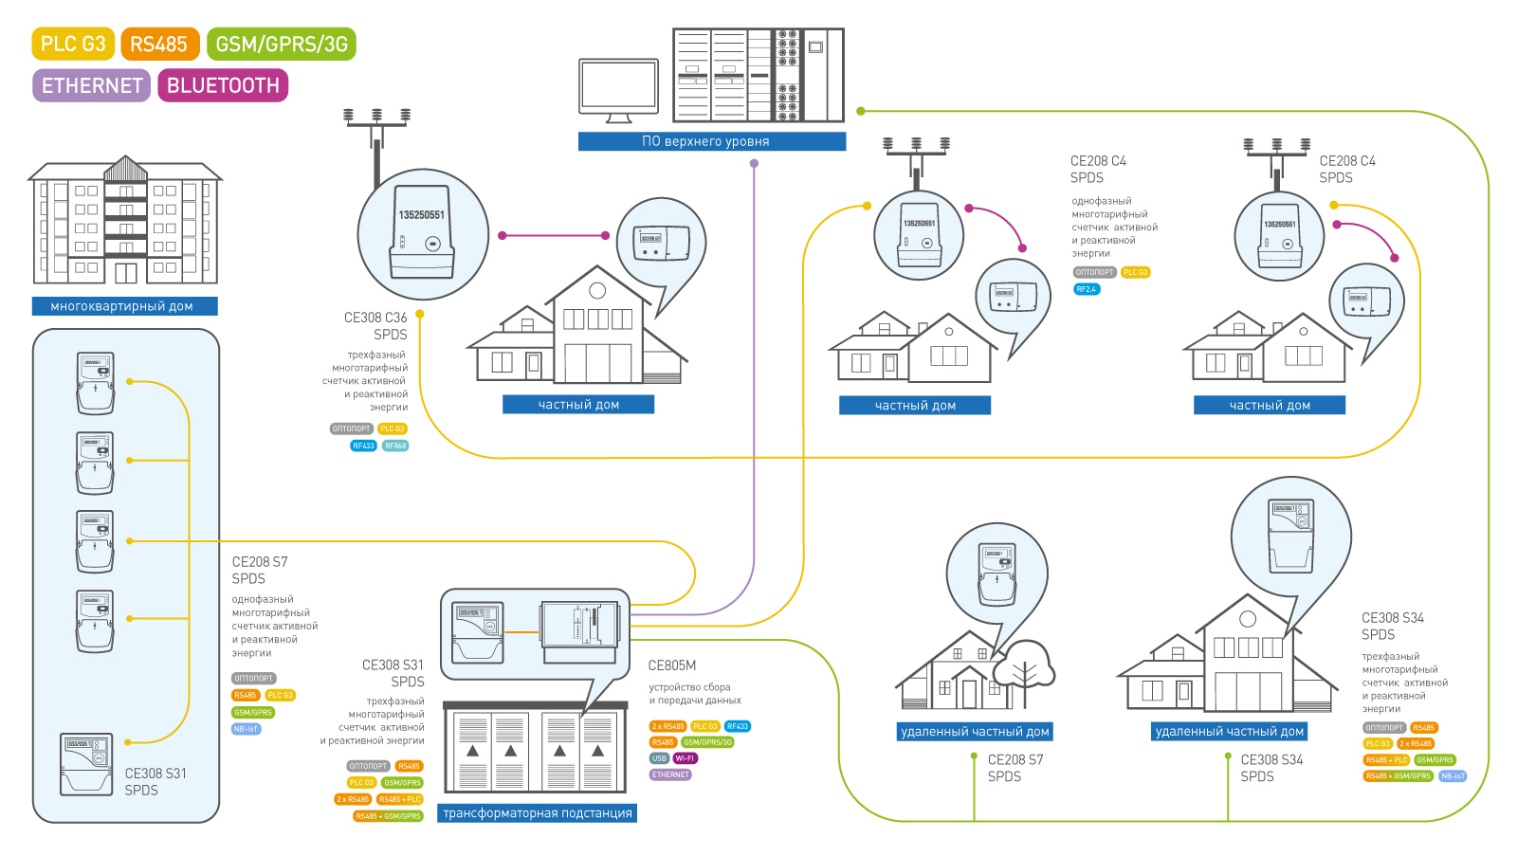 PLC G3 RS485 GSM/GPRS/3G
ETHERNET BLUETOOTH
ПО верхнего уровня
многоквартирный дом
135250551
CE308 C36
SPDS
трехфазный
многотарифный
счетчик активной
и реактивной
энергии
ОПТОПОРТ PLC G3
RF433 RF868
частный дом
135250551
CE208 C4
SPDS
однофазный
многотарифный
счетчик активной
и реактивной
энергии
ОПТОПОРТ PLC G3
RF2,4
частный дом
135250551
CE208 C4
SPDS
частный дом
CE208 S7
SPDS
однофазный
многотарифный
счетчик активной
и реактивной
энергии
ОПТОПОРТ
RS485 PLC G3
GSM/GPRS
NB-IoT
CE308 S31
SPDS
CE308 S31
SPDS
трехфазный
многотарифный
счетчик активной
и реактивной энергии
ОПТОПОРТ RS485
PLC G3 GSM/GPRS
2 x RS485 RS485 + PLC
RS485 + GSM/GPRS
трансформаторная подстанция
CE805M
устройство сбора
и передачи данных
2 x RS485 PLC G3 RF433
RS485 GSM/GPRS/3G
USB Wi-Fi
ETHERNET
удаленный частный дом
CE208 S7
SPDS
удаленный частный дом
CE308 S34
SPDS
CE308 S34
SPDS
трехфазный
многотарифный
счетчик активной
и реактивной
энергии
ОПТОПОРТ RS485
PLC G3 2 x RS485
RS485 + PLC GSM/GPRS
RS485 + GSM/GPRS NB-IoT